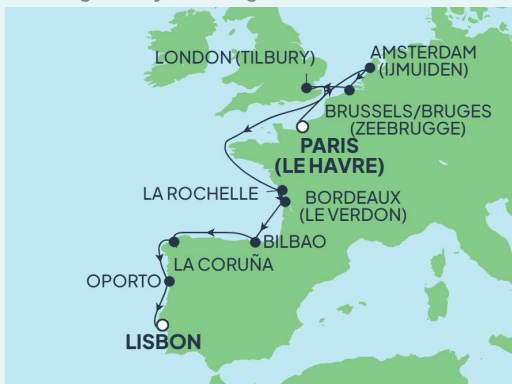 LONDON (TILBURY)
AMSTERDAM
(IJMUIDEN)
BRUSSELS/BRUGES
(ZEEBRUGGE)
PARIS
(LE HAVRE)
LA ROCHELLE
BORDEAUX
(LE VERDON)
BILBAO
LA CORUÑA
OPORTO
LISBON